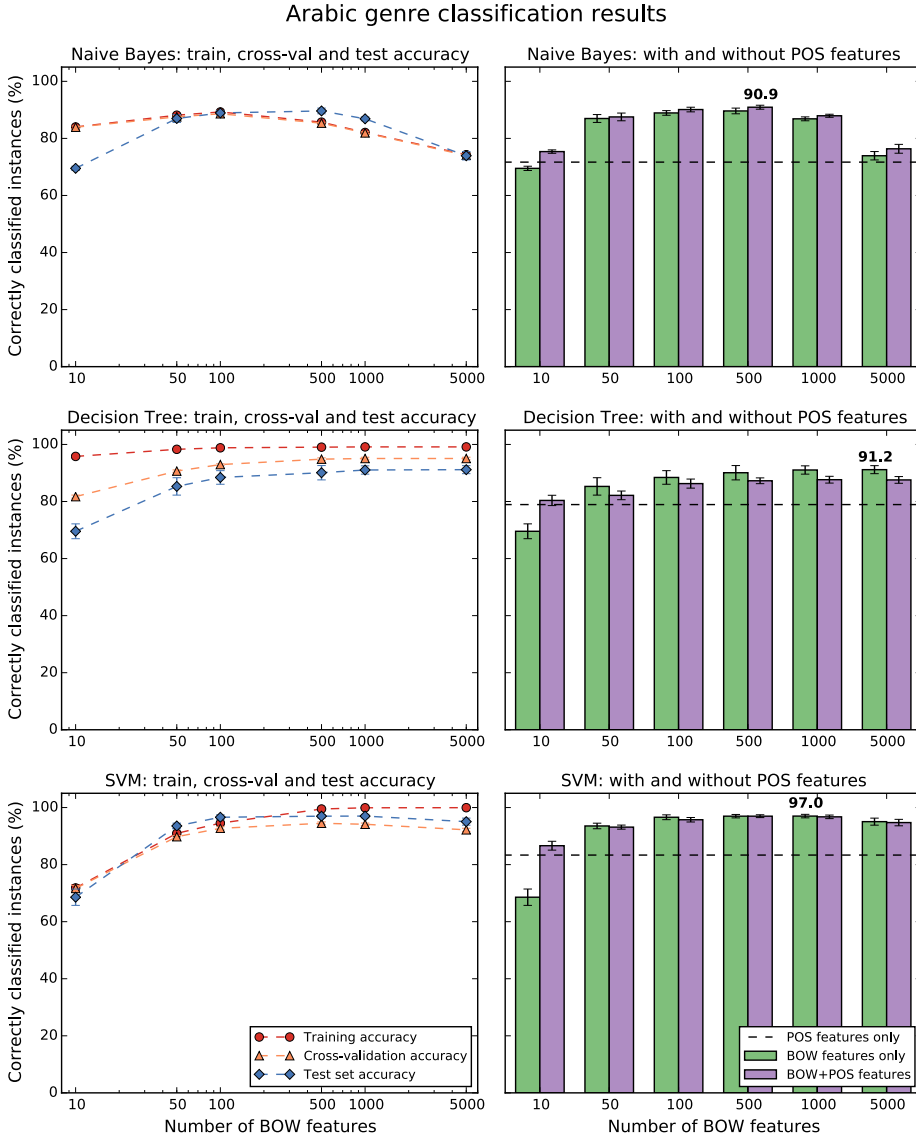 Arabic genre classification results
Naive Bayes: train, cross-val and test accuracy
Correctly classified instances (%)
100
80
60
40
20
0
10 50 100 500 1000 5000
Naive Bayes: with and without POS features
90.9
10 50 100 500 1000 5000
Decision Tree: train, cross-val and test accuracy
Correctly classified instances (%)
100
80
60
40
20
0
10 50 100 500 1000 5000
Decision Tree: with and without POS features
91.2
10 50 100 500 1000 5000
SVM: train, cross-val and test accuracy
Correctly classified instances (%)
100
80
60
40
20
0
Training accuracy
Cross-validation accuracy
Test set accuracy
10 50 100 500 1000 5000
Number of BOW features
SVM: with and without POS features
97.0
POS features only
BOW features only
BOW+POS features
10 50 100 500 1000 5000
Number of BOW features